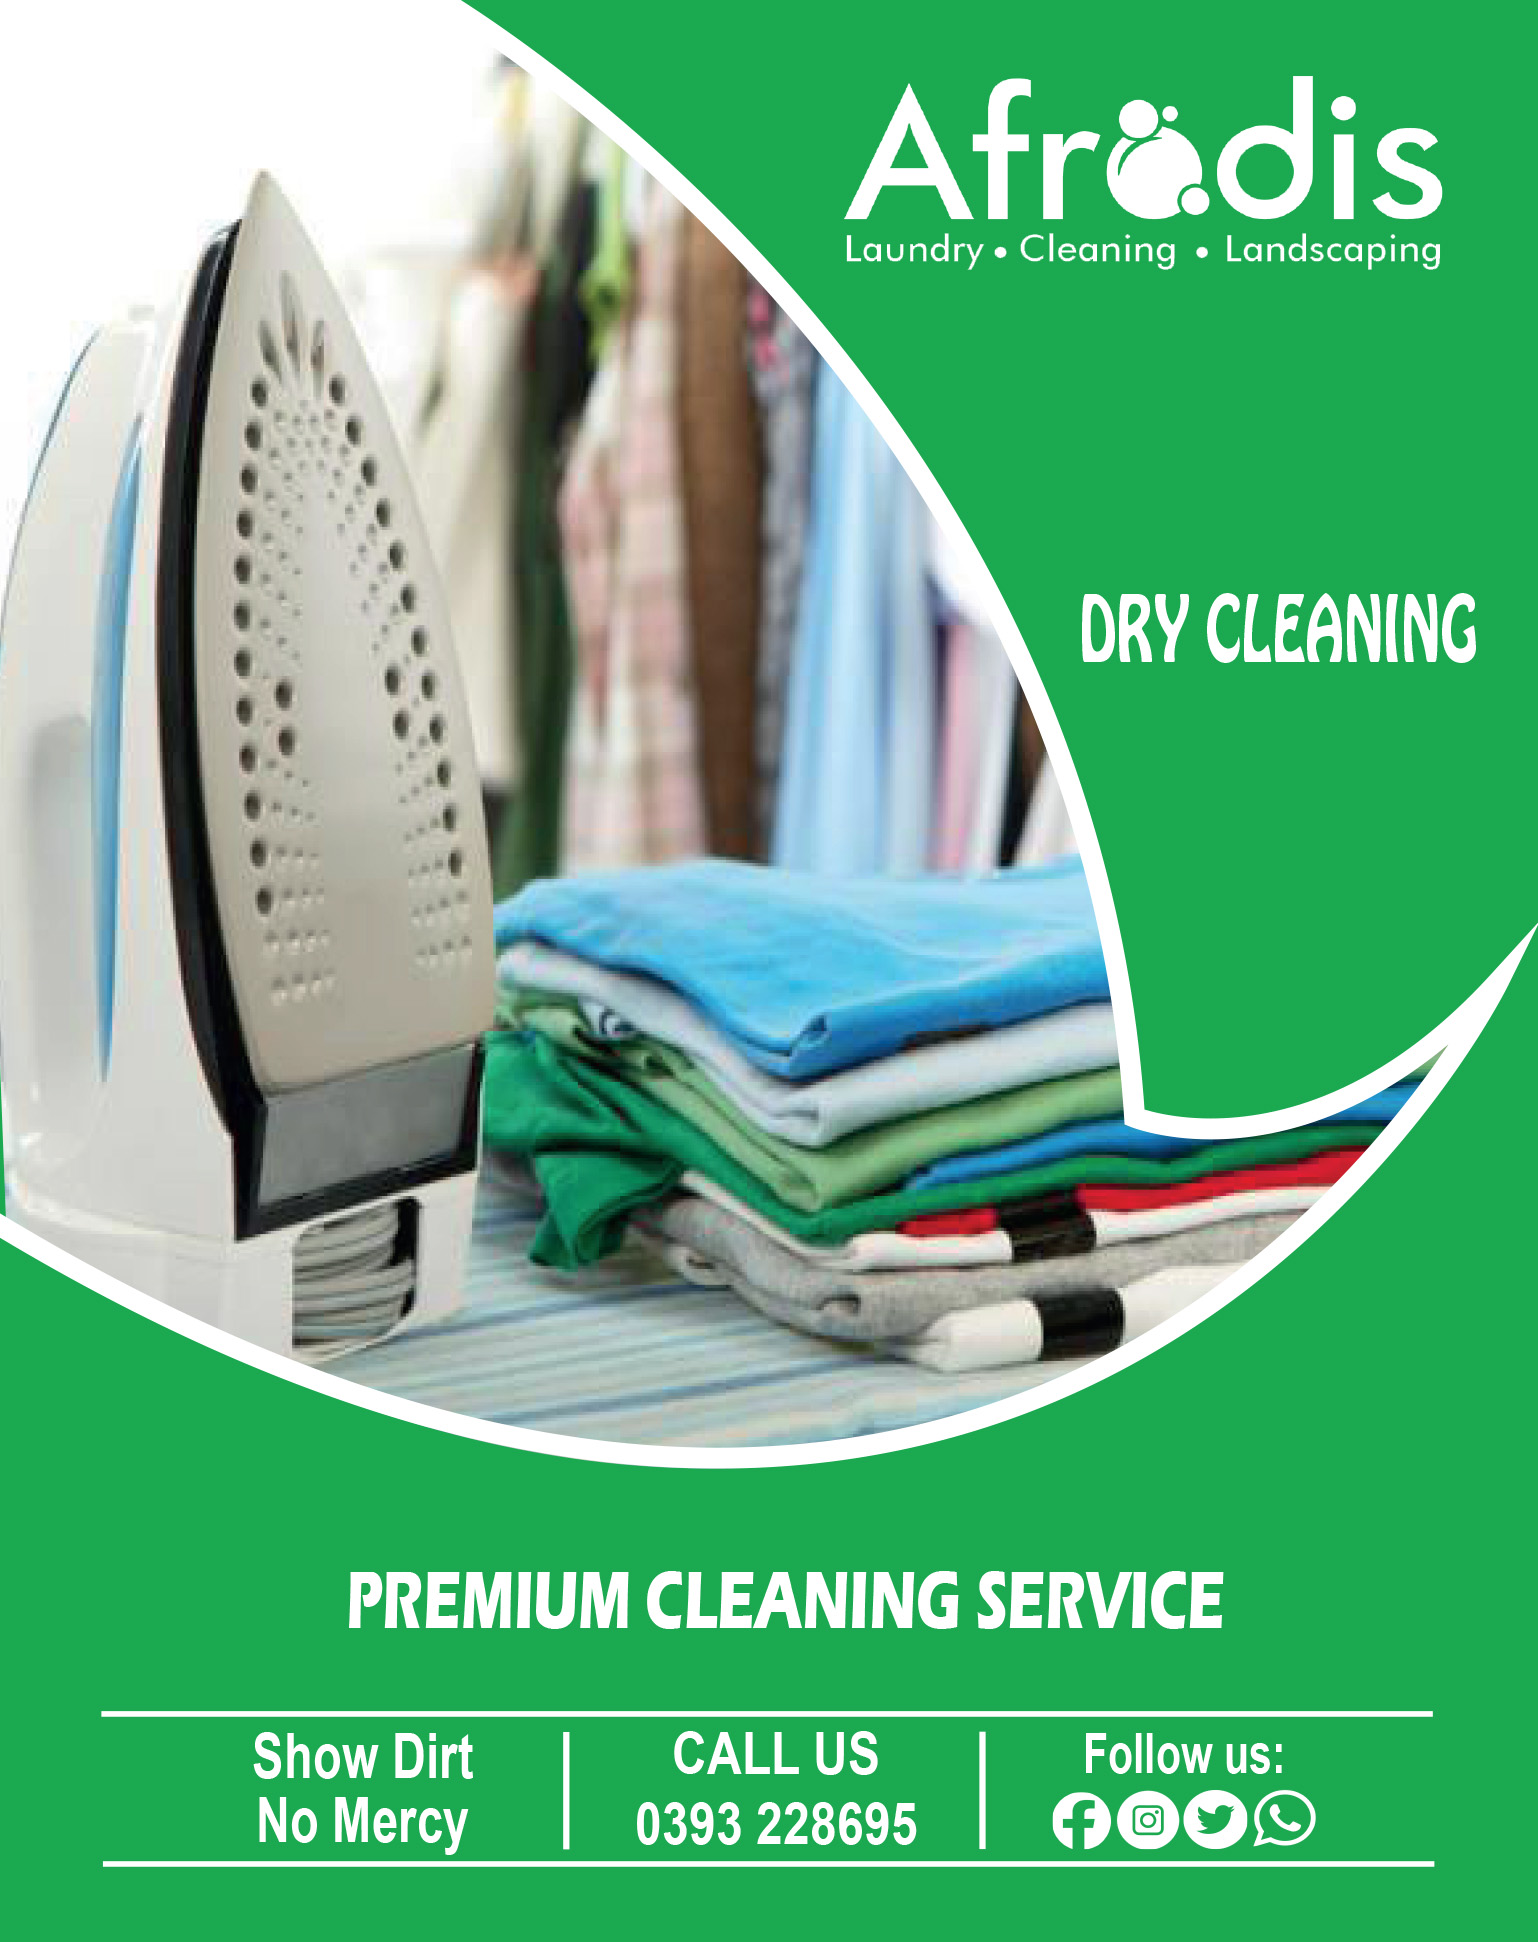 Afrodis
Laundry • Cleaning • Landscaping
DRY CLEANING
PREMIUM CLEANING SERVICE
Show Dirt
No Mercy
CALL US
0393 228695
Follow us: